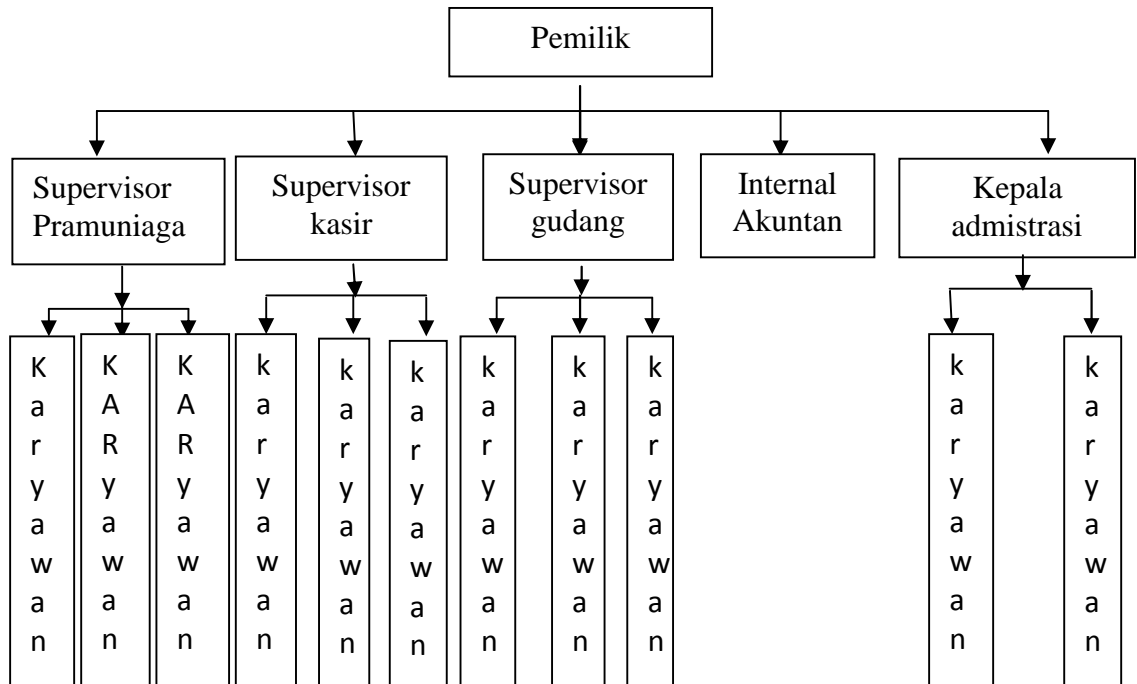 Pemilik
Supervisor
Pramuniaga
Supervisor
kasir
Supervisor
gudang
Internal
Akuntan
Kepala
admistrasi
Karyawan
KARyawan
KARyawan
karyawan
karyawan
karyawan
karyawan
karyawan
karyawan
karyawan
karyawan